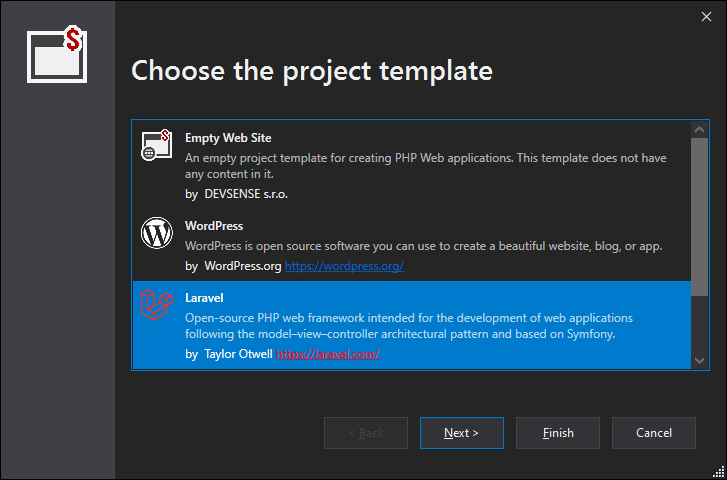 Choose the project template
Empty Web Site
An empty project template for creating PHP Web applications. This template does not have
any content in it.
by DEVSENSE s.r.o.
WordPress
WordPress is open source software you can use to create a beautiful website, blog, or app.
by WordPress.org https://wordpress.org/
Laravel
Open-source PHP web framework intended for the development of web applications
following the model–view–controller architectural pattern and based on Symfony.
by Taylor Otwell https://laravel.com/
< Back
Next >
Finish
Cancel